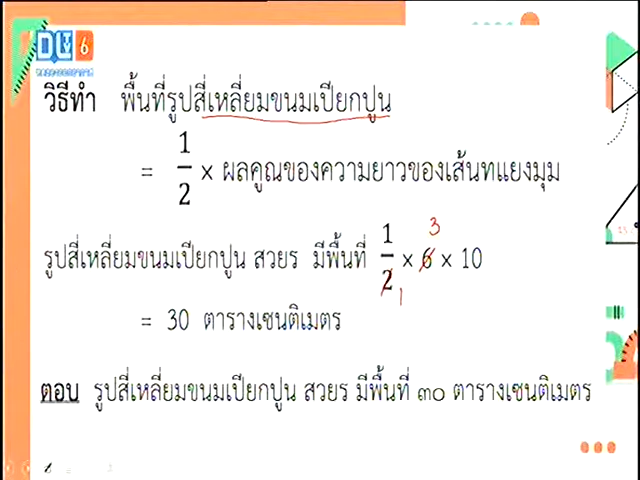 DL 6
วิธีทำ พื้นที่รูปสี่เหลี่ยมขนมเปียกปูน
= 1/2 × ผลคูณของความยาวของเส้นทแยงมุม
3
รูปสี่เหลี่ยมขนมเปียกปูน สวยร มีพื้นที่ 1/2 × 6 × 10
1
= 30 ตารางเซนติเมตร
ตอบ รูปสี่เหลี่ยมขนมเปียกปูน สวยร มีพื้นที่ ๓๐ ตารางเซนติเมตร